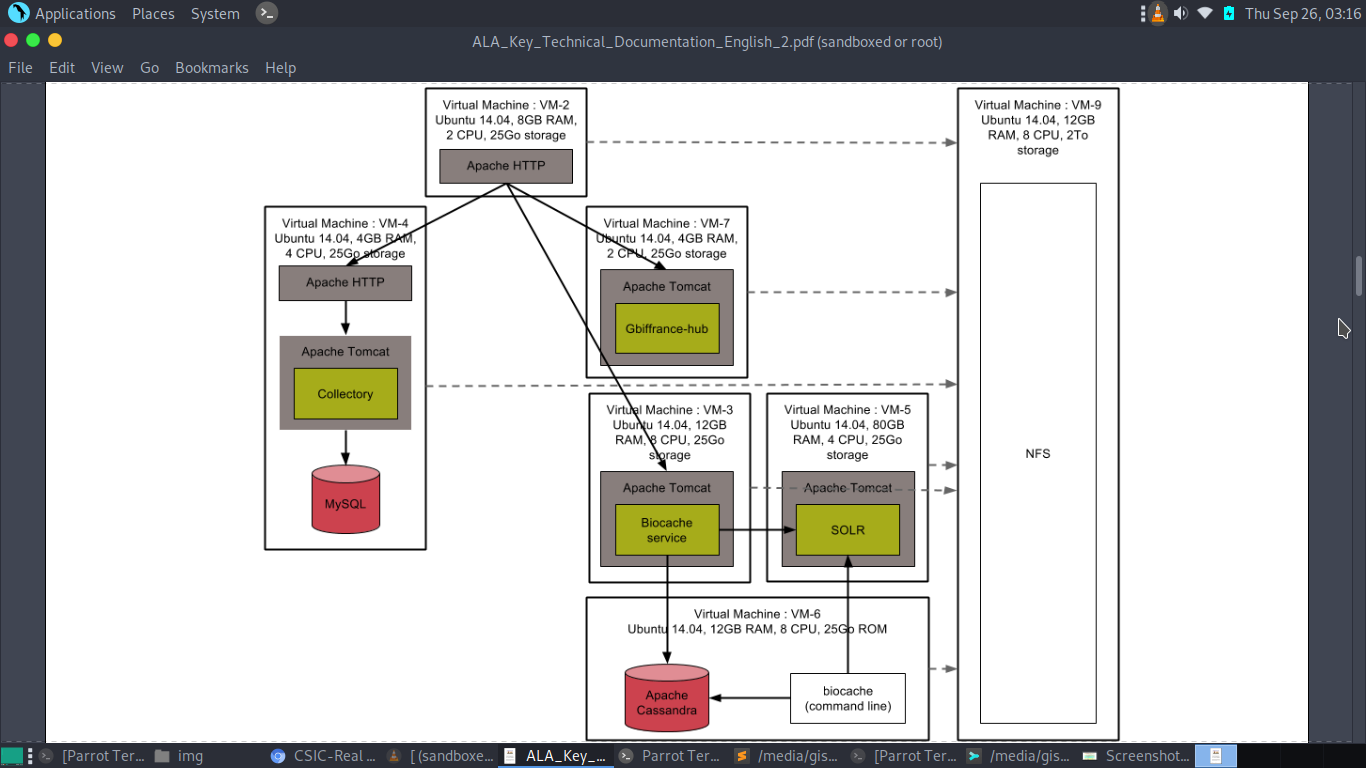 Applications Places System Thu Sep 26, 03:16
ALA_Key_Technical_Documentation_English_2.pdf (sandboxed or root)
File Edit View Go Bookmarks Help
Virtual Machine : VM-2
Ubuntu 14.04, 8GB RAM,
2 CPU, 25Go storage
Apache HTTP
Virtual Machine : VM-9
Ubuntu 14.04, 12GB
RAM, 8 CPU, 2To
storage
NFS
Virtual Machine : VM-4
Ubuntu 14.04, 4GB RAM,
4 CPU, 25Go storage
Apache HTTP
Apache Tomcat
Collectory
MySQL
Virtual Machine : VM-7
Ubuntu 14.04, 4GB RAM,
2 CPU, 25Go storage
Apache Tomcat
Gbiffrance-hub
Virtual Machine : VM-3
Ubuntu 14.04, 12GB
RAM, 8 CPU, 25Go
storage
Apache Tomcat
Biocache
service
Virtual Machine : VM-5
Ubuntu 14.04, 80GB
RAM, 4 CPU, 25Go
storage
Apache Tomcat
SOLR
Virtual Machine : VM-6
Ubuntu 14.04, 12GB RAM, 8 CPU, 25Go ROM
Apache
Cassandra
biocache
(command line)
[Parrot Ter... img CSIC-Real ... [ (sandboxe... ALA_Key_... Parrot Ter... /media/gis... [Parrot Ter... /media/gis... Screenshot...